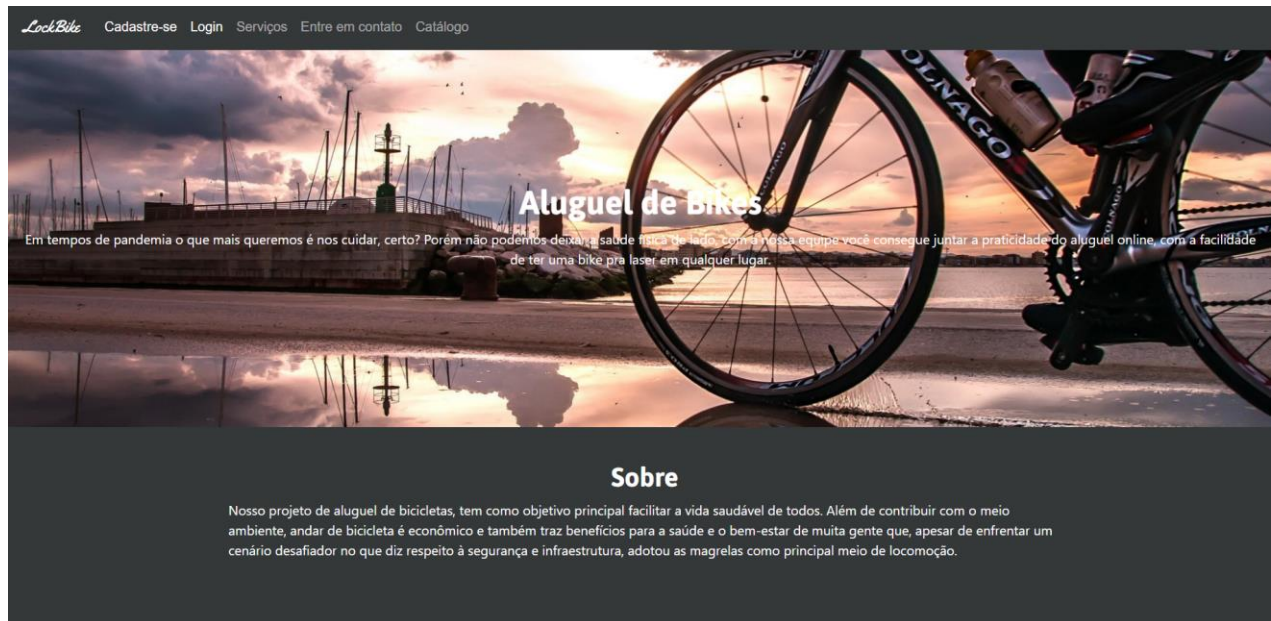 LockBike Cadastre-se Login Serviços Entre em contato Catálogo
OLNAGO
Aluguel de Bikes
Em tempos de pandemia o que mais queremos é nos cuidar, certo? Porém não podemos deixar a saúde física de lado, com a nossa equipe você consegue juntar a praticidade do aluguel online, com a facilidade
de ter uma bike pra laser em qualquer lugar.
Sobre
Nosso projeto de aluguel de bicicletas, tem como objetivo principal facilitar a vida saudável de todos. Além de contribuir com o meio
ambiente, andar de bicicleta é econômico e também traz benefícios para a saúde e o bem-estar de muita gente que, apesar de enfrentar um
cenário desafiador no que diz respeito à segurança e infraestrutura, adotou as magrelas como principal meio de locomoção.